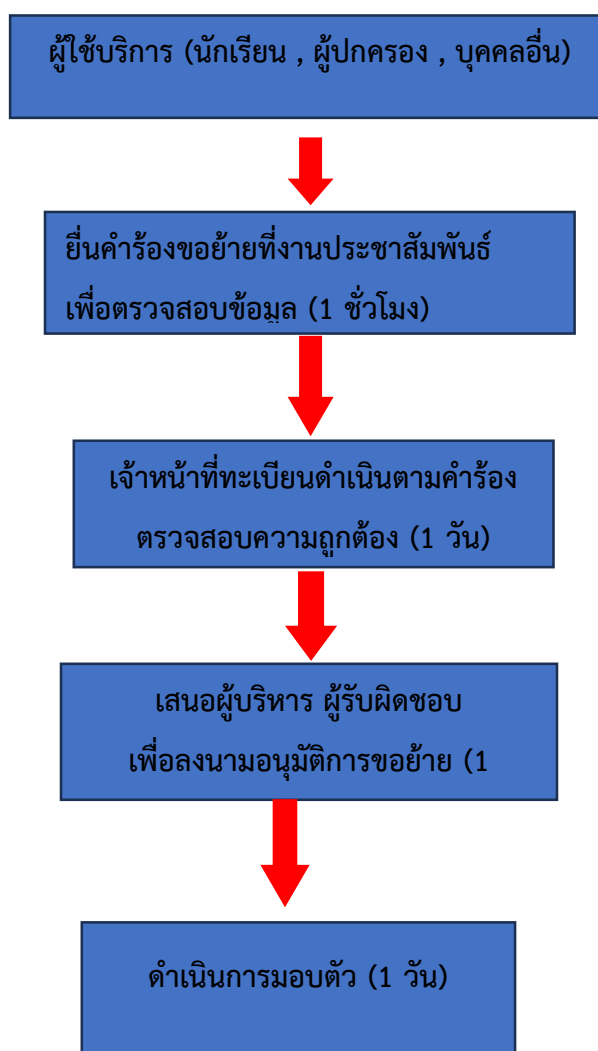 ผู้ใช้บริการ (นักเรียน , ผู้ปกครอง , บุคคลอื่น)
ยื่นคำร้องขอย้ายที่งานประชาสัมพันธ์
เพื่อตรวจสอบข้อมูล (1 ชั่วโมง)
เจ้าหน้าที่ทะเบียนดำเนินตามคำร้อง
ตรวจสอบความถูกต้อง (1 วัน)
เสนอผู้บริหาร ผู้รับผิดชอบ
เพื่อลงนามอนุมัติการขอย้าย (1
ดำเนินการมอบตัว (1 วัน)